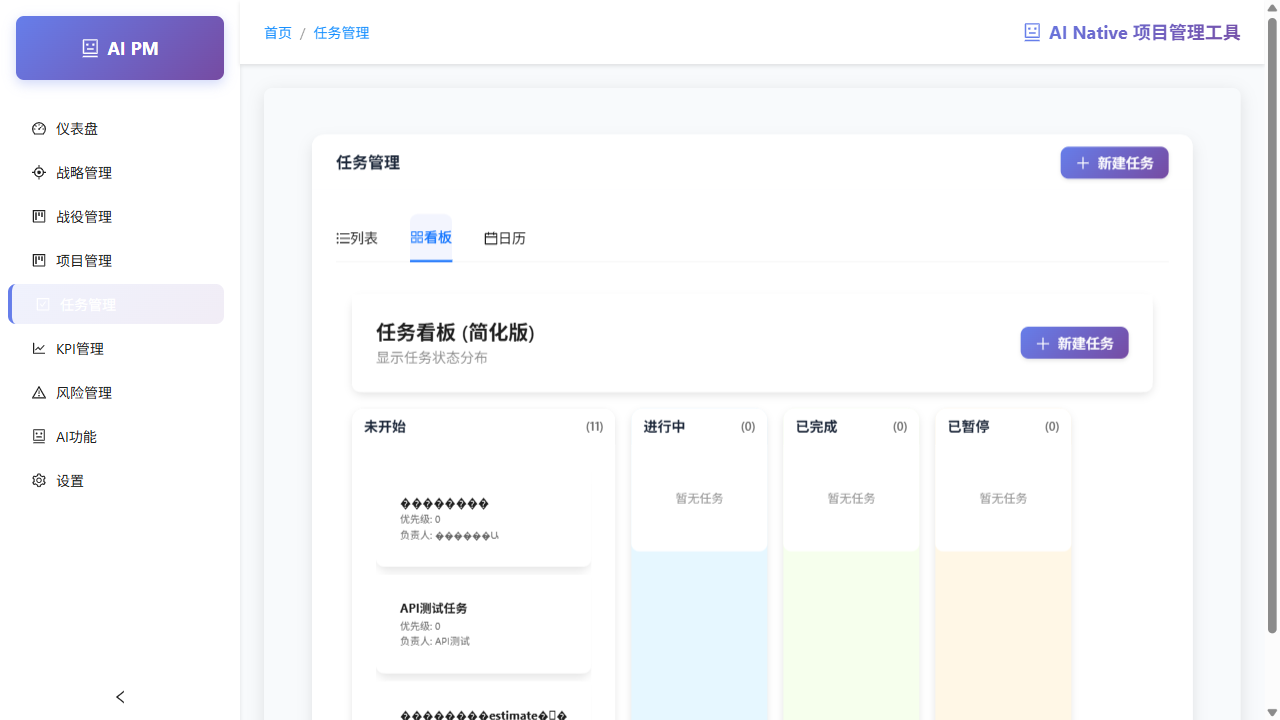 AI PM
首页 / 任务管理
AI Native 项目管理工具
仪表盘
战略管理
战役管理
项目管理
任务管理
KPI管理
风险管理
AI功能
设置
任务管理
新建任务
列表
看板
日历
任务看板 (简化版)
显示任务状态分布
新建任务
未开始 (11)
��������
优先级: 0
负责人: ������Ա
API测试任务
优先级: 0
负责人: API测试
��������estimate�
进行中 (0)
暂无任务
已完成 (0)
暂无任务
已暂停 (0)
暂无任务